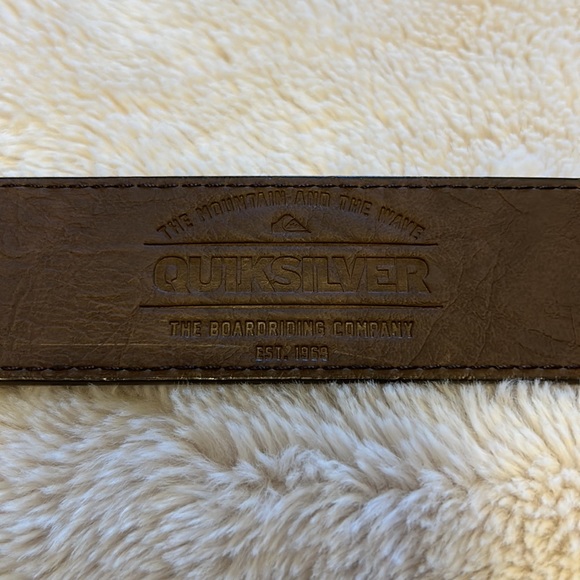 THE MOUNTAIN AND THE WAVE
QUIKSILVER
THE BOARDRIDING COMPANY
EST. 1969